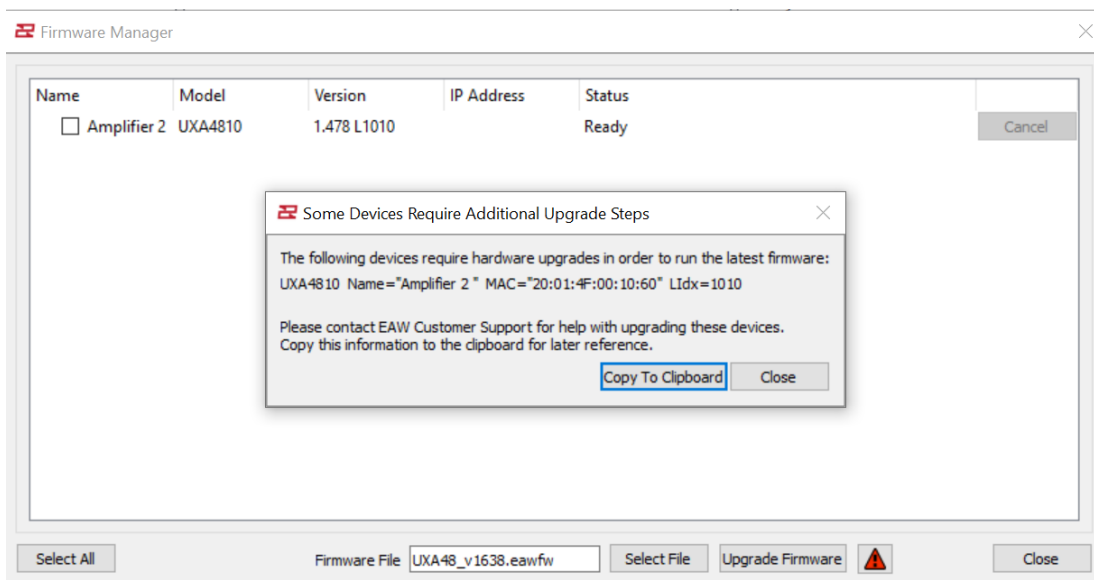 Firmware Manager
Name Model Version IP Address Status
Amplifier 2 UXA4810 1.478 L1010 Ready Cancel
Some Devices Require Additional Upgrade Steps
The following devices require hardware upgrades in order to run the latest firmware:
UXA4810 Name="Amplifier 2 " MAC="20:01:4F:00:10:60" LIdx=1010
Please contact EAW Customer Support for help with upgrading these devices.
Copy this information to the clipboard for later reference.
Copy To Clipboard Close
Select All Firmware File UXA48_v1638.eawfw Select File Upgrade Firmware Close